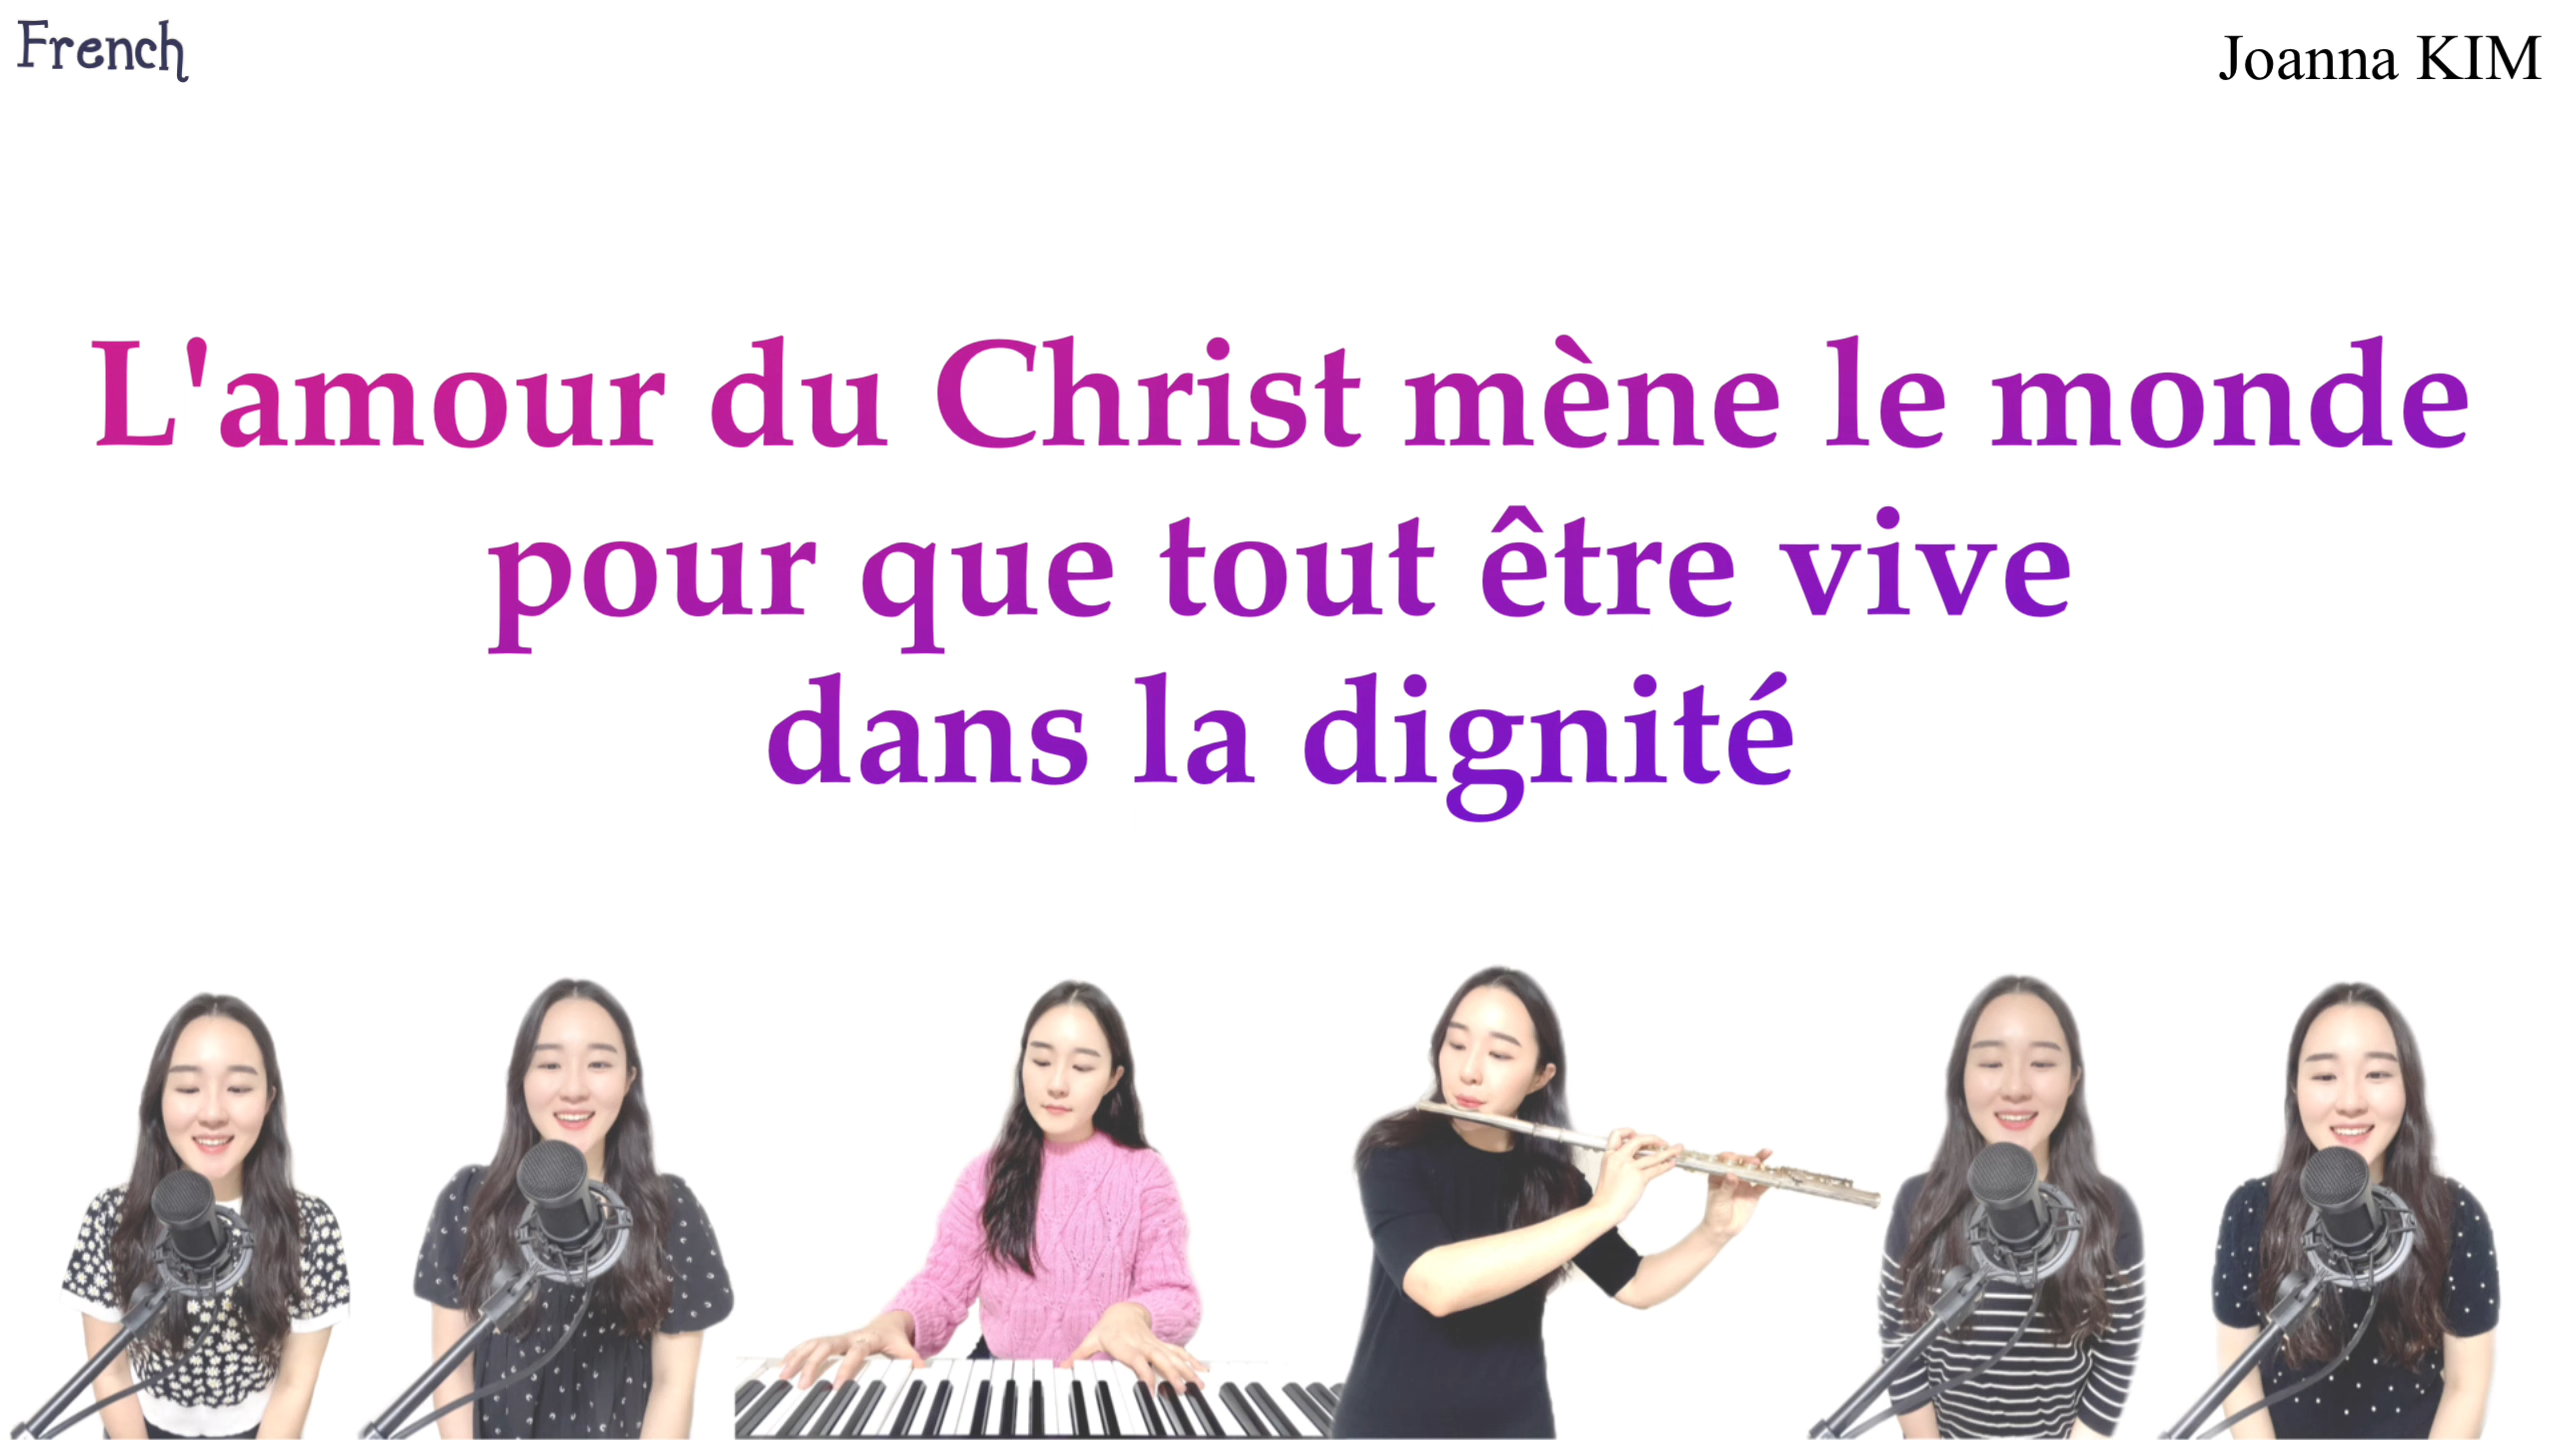 French
Joanna KIM
L'amour du Christ mène le monde
pour que tout être vive
dans la dignité